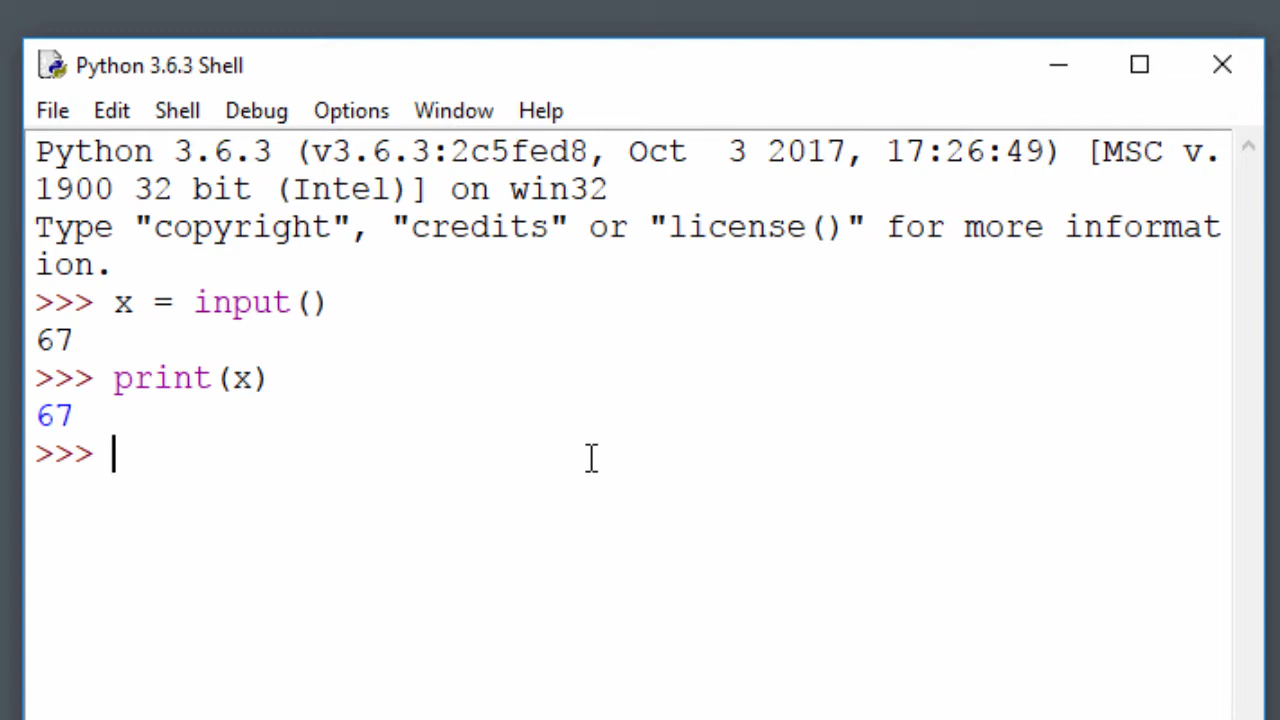 Python 3.6.3 Shell
File Edit Shell Debug Options Window Help
Python 3.6.3 (v3.6.3:2c5fed8, Oct  3 2017, 17:26:49) [MSC v.
1900 32 bit (Intel)] on win32
Type "copyright", "credits" or "license()" for more informat
ion.
>>> x = input()
67
>>> print(x)
67
>>>